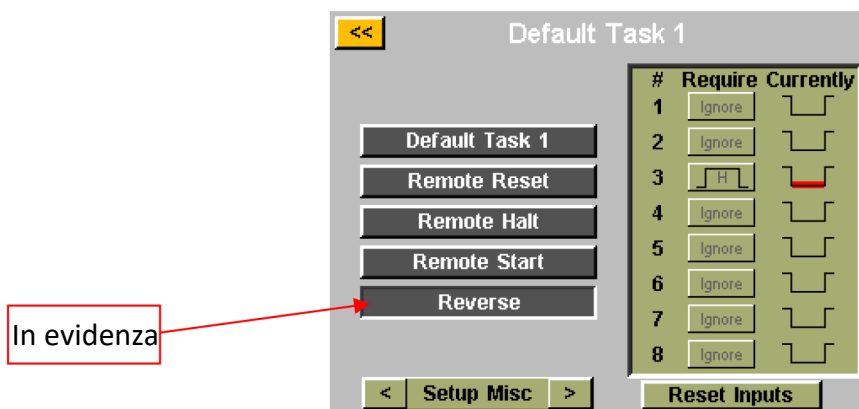 << Default Task 1
# Require Currently
1 Ignore
2 Ignore
3 H
4 Ignore
5 Ignore
6 Ignore
7 Ignore
8 Ignore
Default Task 1
Remote Reset
Remote Halt
Remote Start
Reverse
In evidenza
< Setup Misc >
Reset Inputs